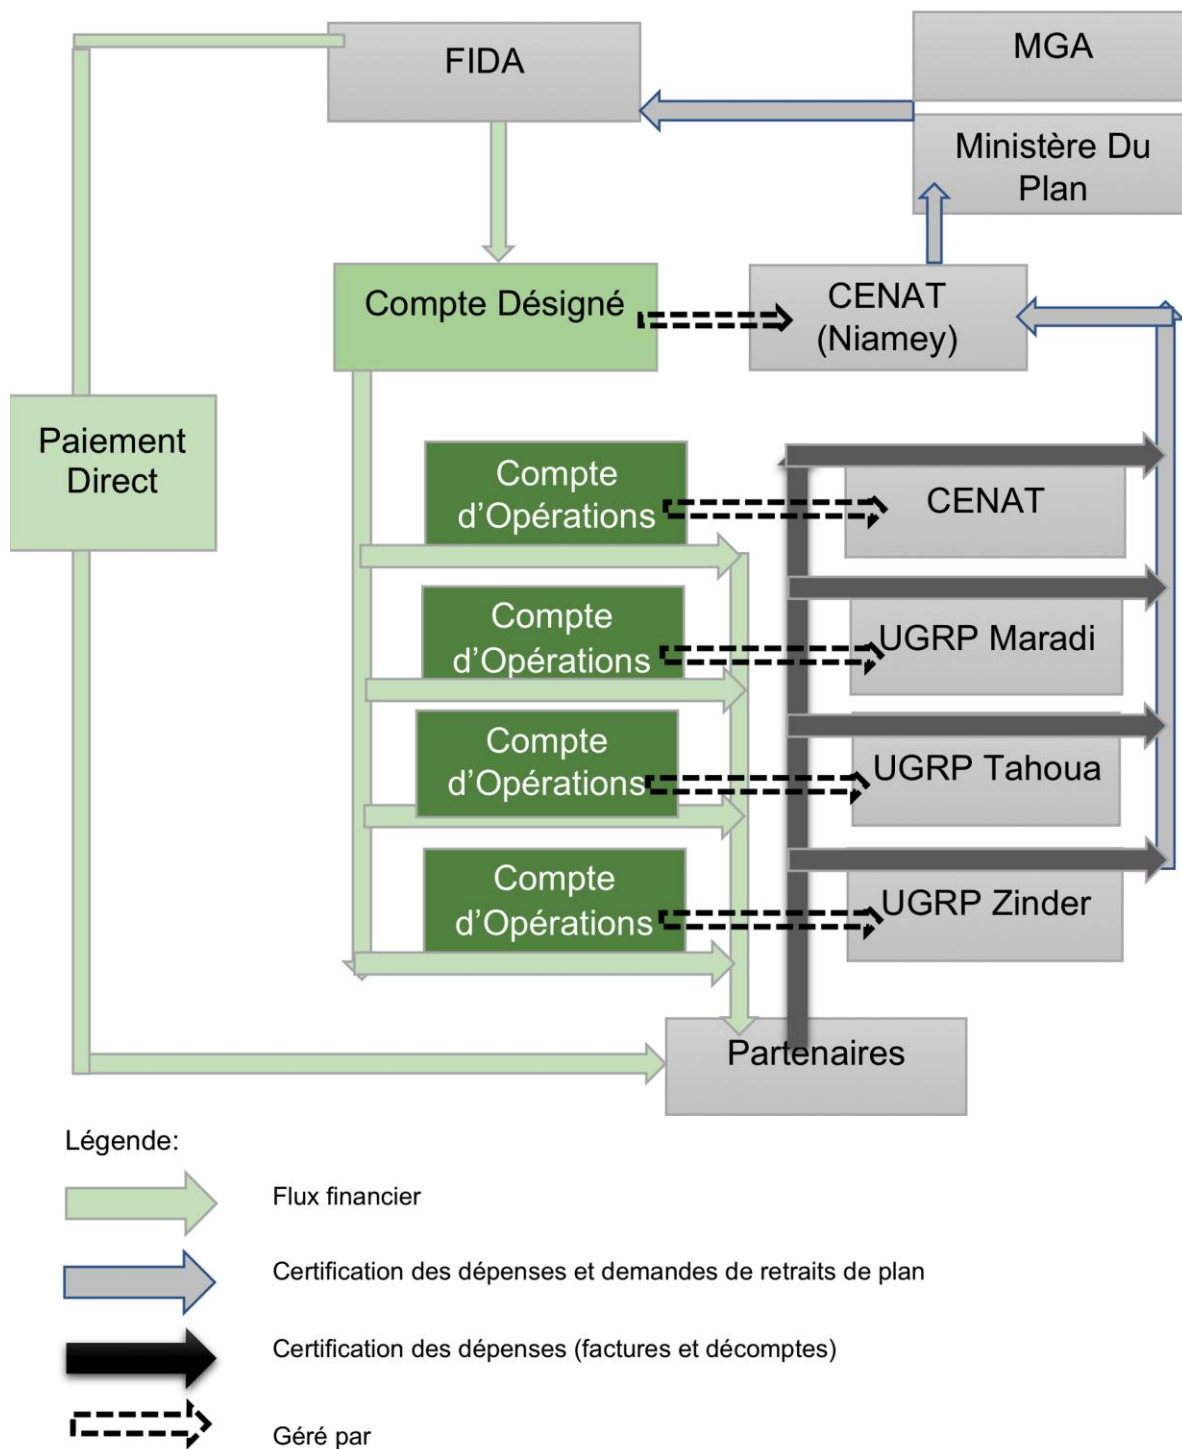 FIDA
MGA
Ministère Du
Plan
Compte Désigné
CENAT
(Niamey)
Paiement
Direct
Compte
d’Opérations
CENAT
Compte
d’Opérations
UGRP Maradi
Compte
d’Opérations
UGRP Tahoua
Compte
d’Opérations
UGRP Zinder
Partenaires
Légende:
Flux financier
Certification des dépenses et demandes de retraits de plan
Certification des dépenses (factures et décomptes)
Géré par